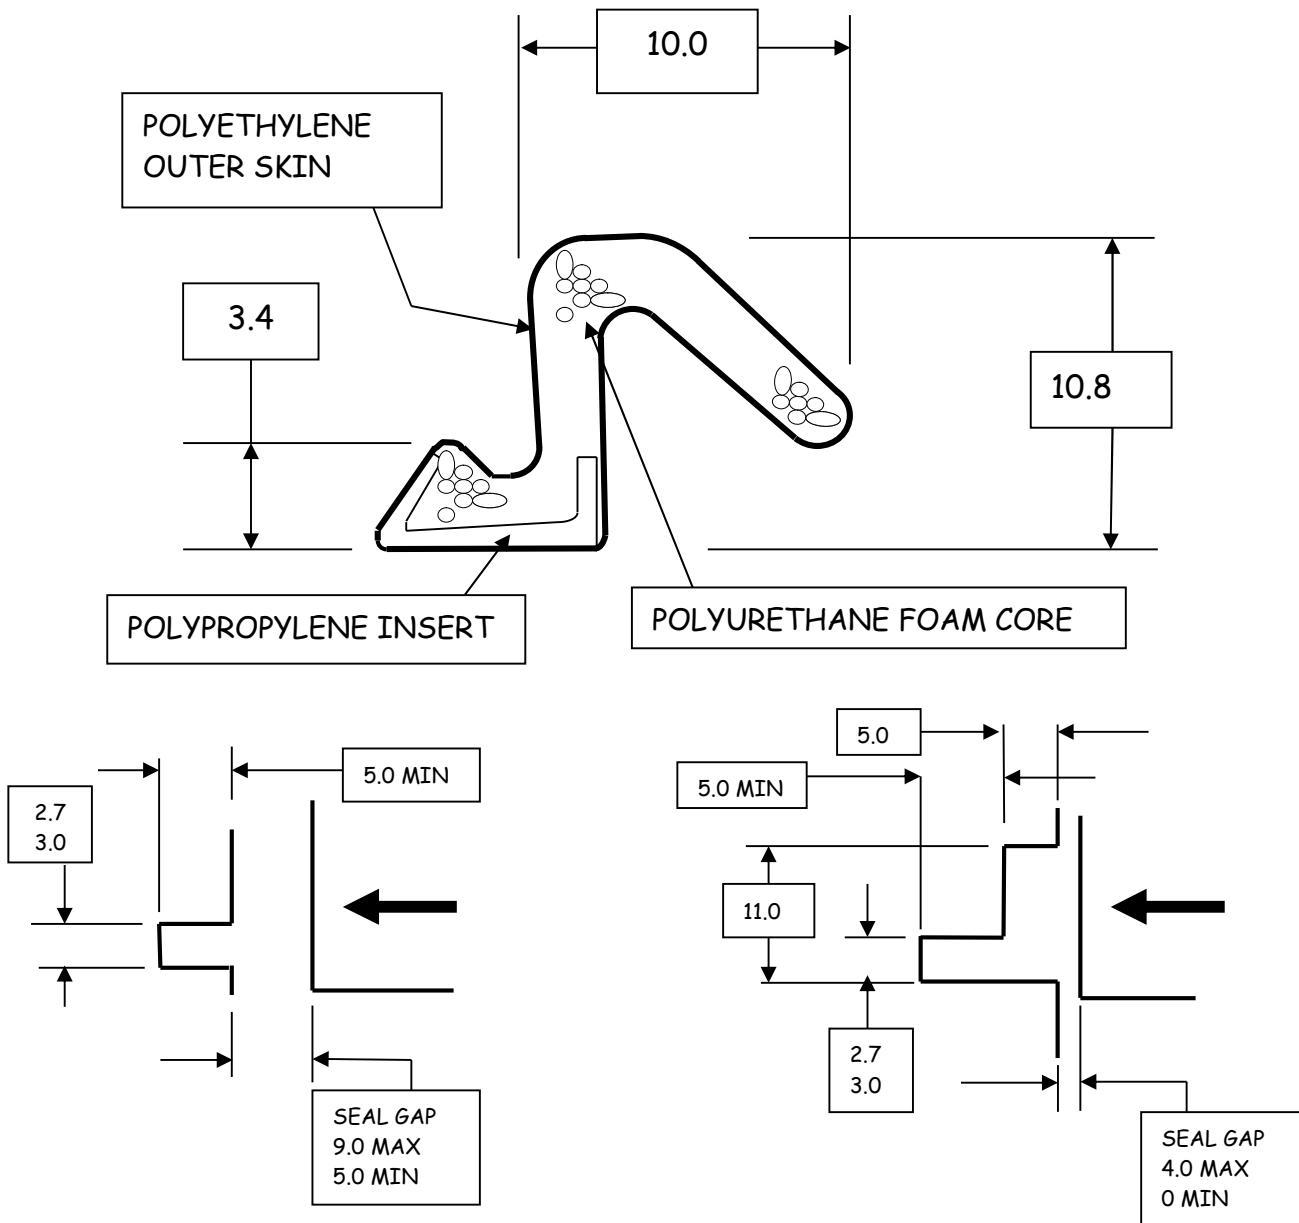 10.0
POLYETHYLENE
OUTER SKIN
3.4
10.8
POLYPROPYLENE INSERT
POLYURETHANE FOAM CORE
5.0
5.0 MIN
5.0 MIN
2.7
3.0
11.0
2.7
3.0
SEAL GAP
9.0 MAX
5.0 MIN
SEAL GAP
4.0 MAX
0 MIN